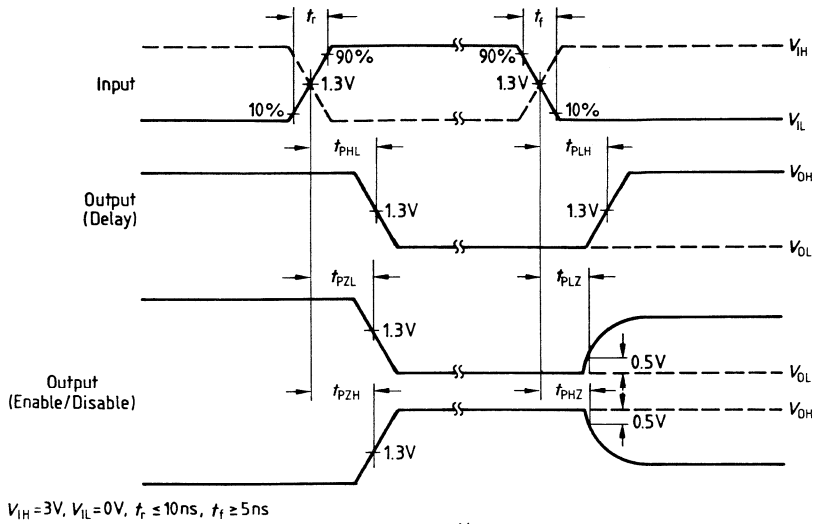 tr tf
90% 90% VIH
Input 1.3V 1.3V
10% 10% VIL
tPHL tPLH
VOH
Output
(Delay) 1.3V 1.3V
VOL
tPZL tPLZ
1.3V
0.5V
Output VOL
(Enable/Disable) tPZH tPHZ
VOH
0.5V
1.3V
VIH=3V, VIL=0V, tr ≤10ns, tf ≥5ns